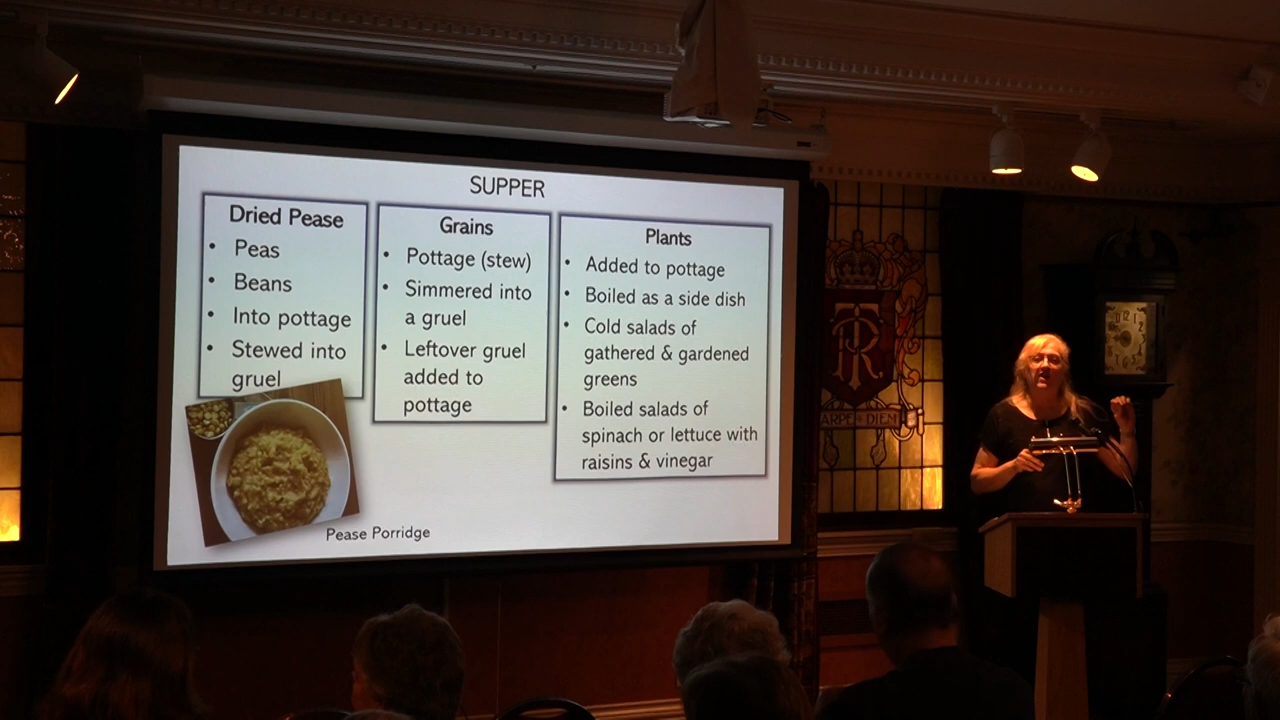 SUPPER
Dried Pease
• Peas
• Beans
• Into pottage
• Stewed into
gruel
Grains
• Pottage (stew)
• Simmered into
a gruel
• Leftover gruel
added to
pottage
Plants
• Added to pottage
• Boiled as a side dish
• Cold salads of
gathered & gardened
greens
• Boiled salads of
spinach or lettuce with
raisins & vinegar
Pease Porridge
DIEM